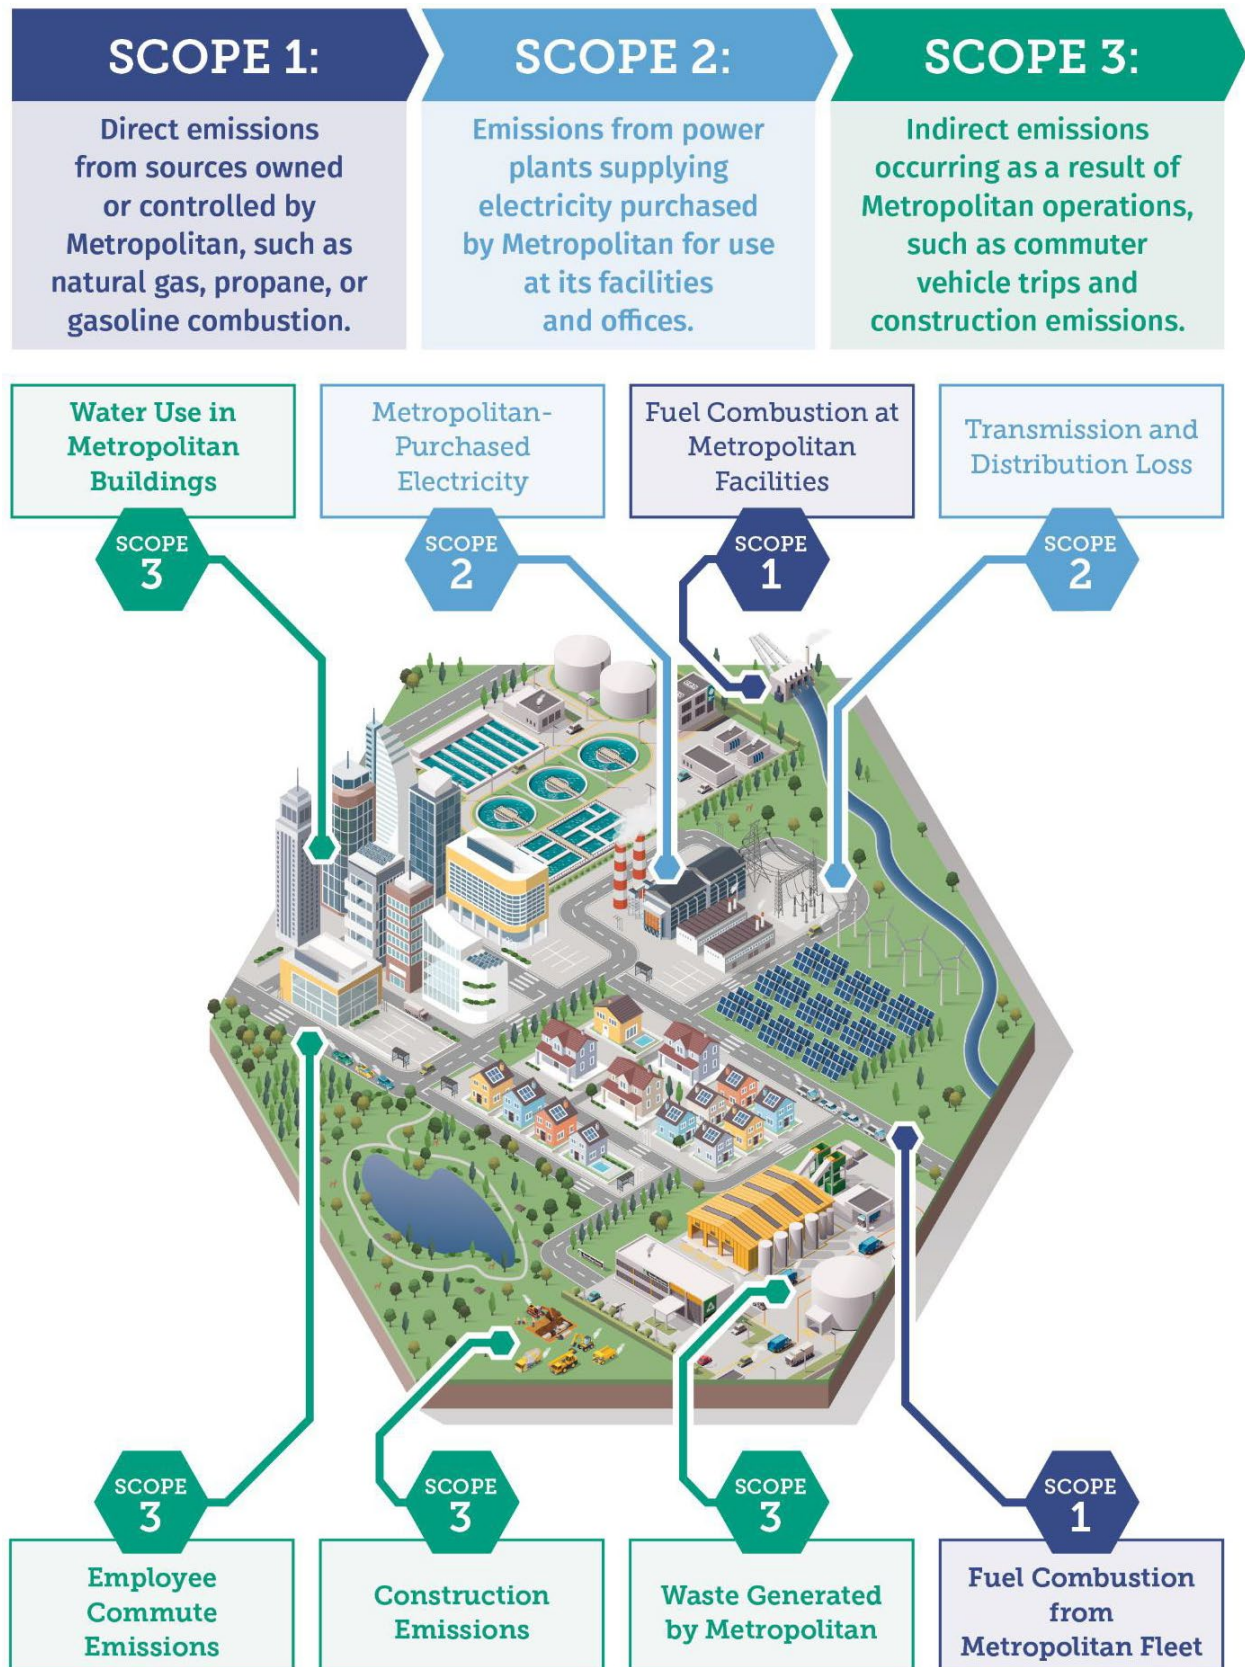 SCOPE 1:
Direct emissions
from sources owned
or controlled by
Metropolitan, such as
natural gas, propane, or
gasoline combustion.
SCOPE 2:
Emissions from power
plants supplying
electricity purchased
by Metropolitan for use
at its facilities
and offices.
SCOPE 3:
Indirect emissions
occurring as a result of
Metropolitan operations,
such as commuter
vehicle trips and
construction emissions.
Water Use in
Metropolitan
Buildings
SCOPE
3
Metropolitan-
Purchased
Electricity
SCOPE
2
Fuel Combustion at
Metropolitan
Facilities
SCOPE
1
Transmission and
Distribution Loss
SCOPE
2
SCOPE
3
Employee
Commute
Emissions
SCOPE
3
Construction
Emissions
SCOPE
3
Waste Generated
by Metropolitan
SCOPE
1
Fuel Combustion
from
Metropolitan Fleet